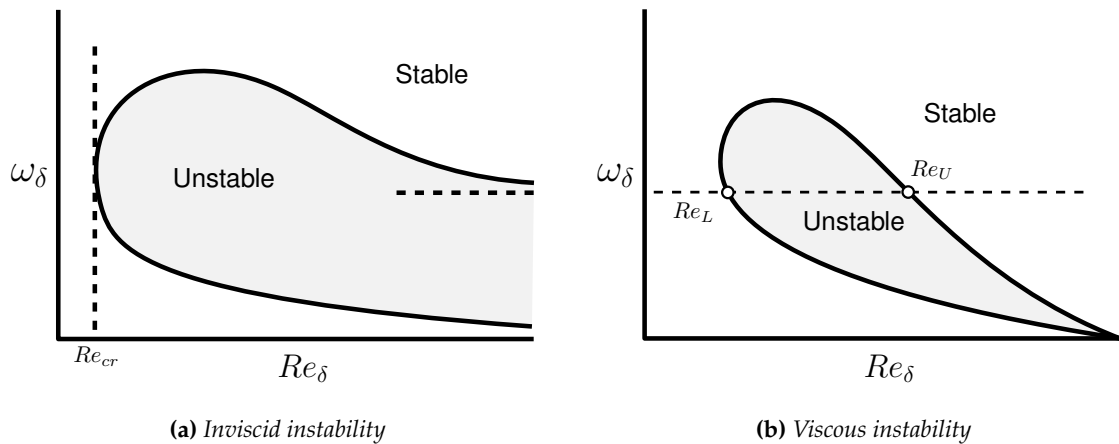 Stable
Unstable
ω_δ
Re_cr
Re_δ
(a) Inviscid instability
Stable
Re_U
ω_δ
Re_L
Unstable
Re_δ
(b) Viscous instability